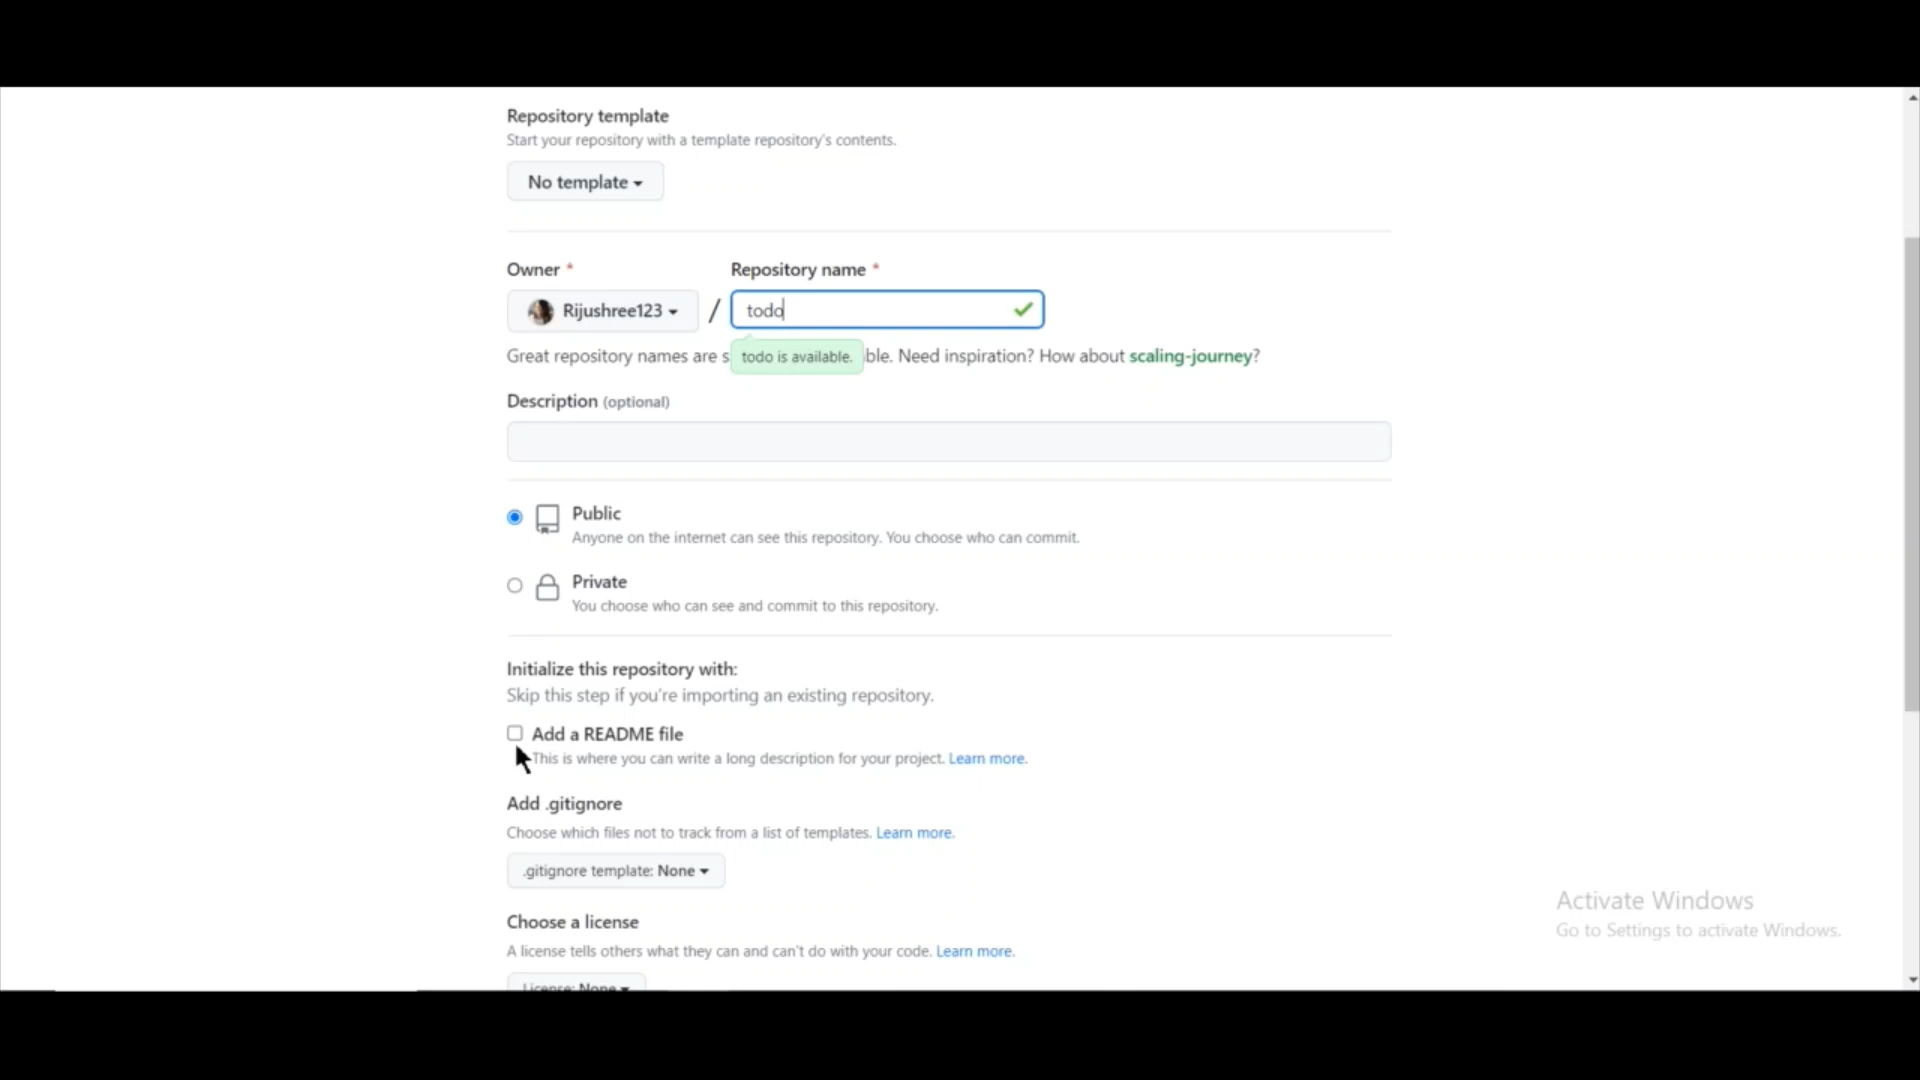 Repository template
Start your repository with a template repository's contents.
No template
Owner *
Repository name *
Rijushree123 / todo
Great repository names are s todo is available. ble. Need inspiration? How about scaling-journey?
Description (optional)
Public
Anyone on the internet can see this repository. You choose who can commit.
Private
You choose who can see and commit to this repository.
Initialize this repository with:
Skip this step if you're importing an existing repository.
Add a README file
This is where you can write a long description for your project. Learn more.
Add .gitignore
Choose which files not to track from a list of templates. Learn more.
.gitignore template: None
Choose a license
A license tells others what they can and can't do with your code. Learn more.
License: None
Activate Windows
Go to Settings to activate Windows.